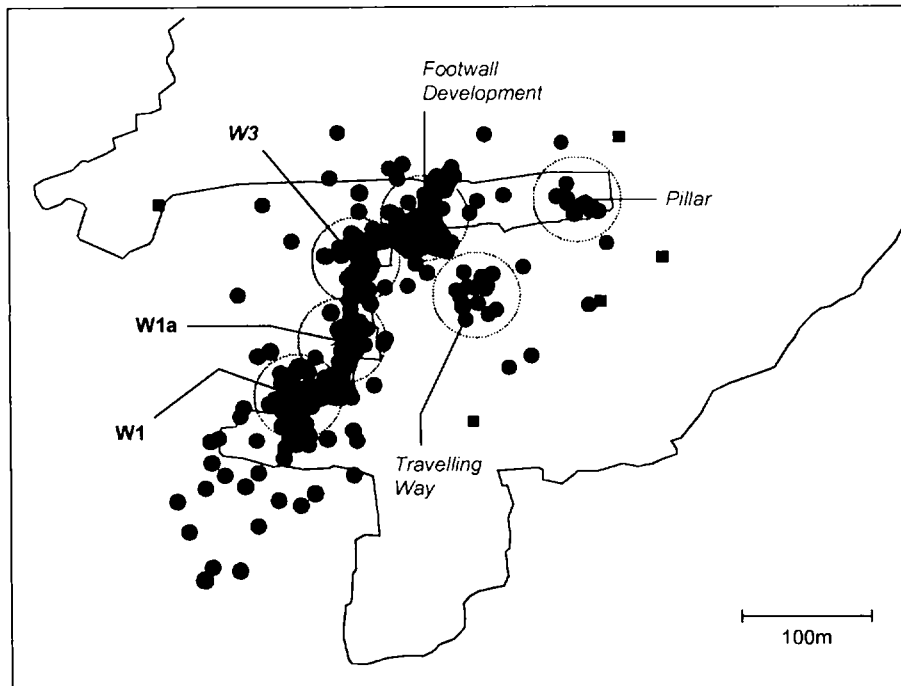 Footwall
Development
W3
Pillar
W1a
W1
Travelling
Way
100m